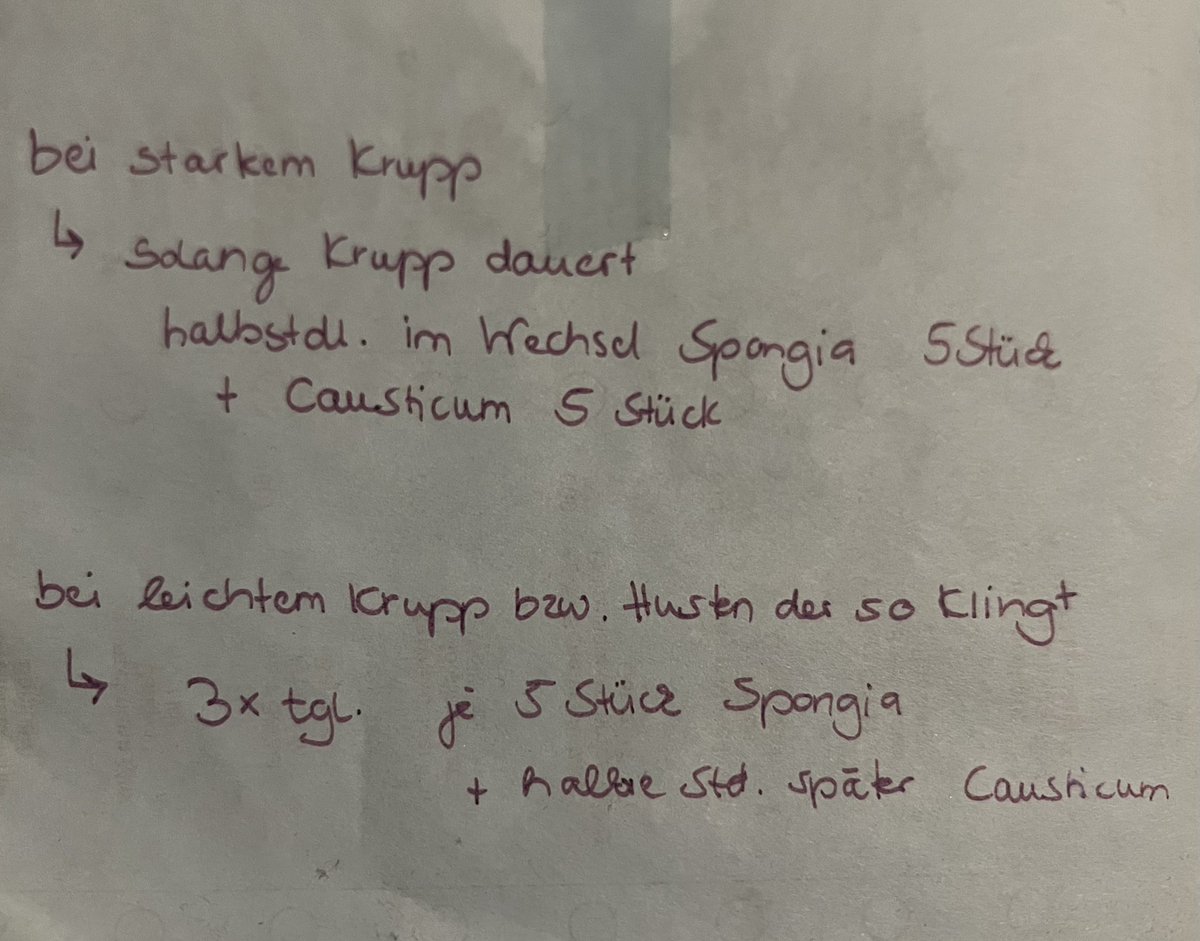 bei starkem Krupp
↳ solange Krupp dauert
halbstdl. im Wechsel Spongia 5 Stück
+ Causticum 5 Stück
bei leichtem Krupp bzw. Husten der so klingt
↳ 3x tgl. je 5 Stück Spongia
+ halbe Std. später Causticum